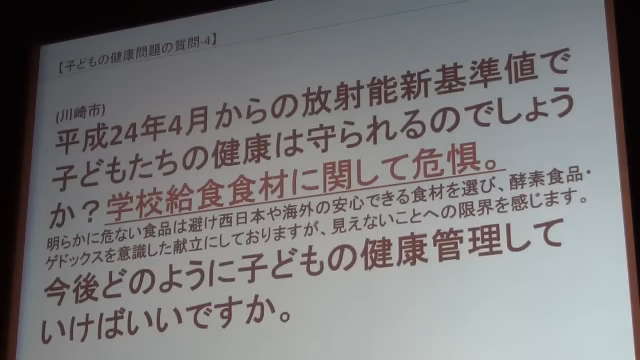 【子どもの健康問題の質問-4】
(川崎市)
平成24年4月からの放射能新基準値で
子どもたちの健康は守られるのでしょう
か？学校給食食材に関して危惧。
明らかに危ない食品は避け西日本や海外の安心できる食材を選び、酵素食品・
ゲドックスを意識した献立にしておりますが、見えないことへの限界を感じます。
今後どのように子どもの健康管理して
いけばいいですか。